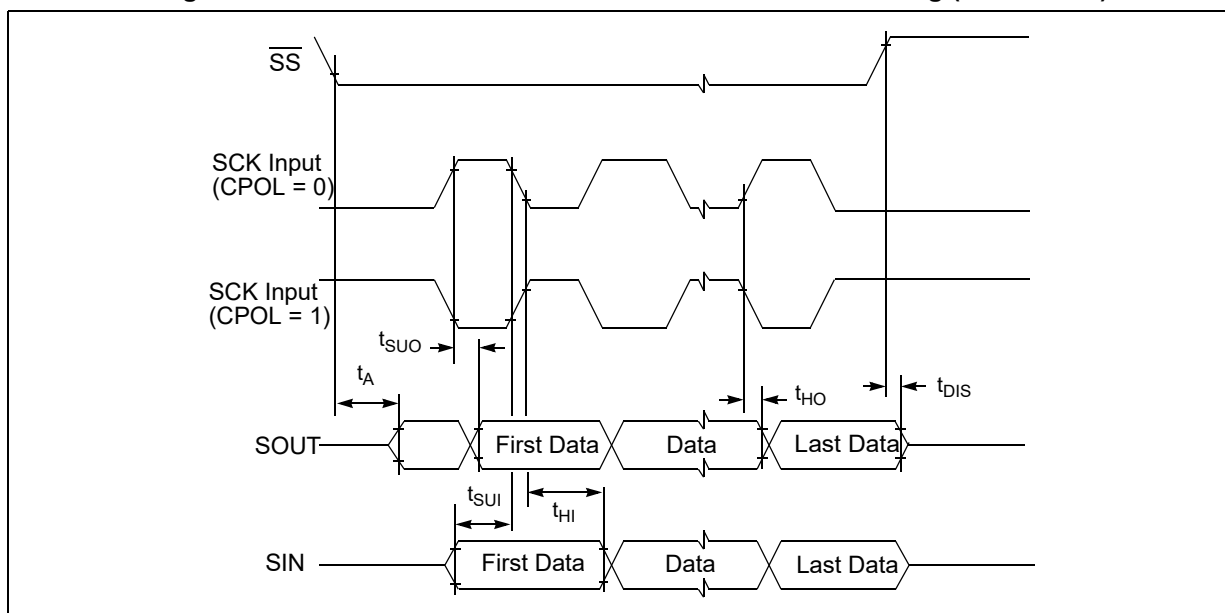 SS
SCK Input
(CPOL = 0)
SCK Input
(CPOL = 1)
tSUO
tA
tHO
tDIS
SOUT
First Data
Data
Last Data
tSUI
tHI
SIN
First Data
Data
Last Data